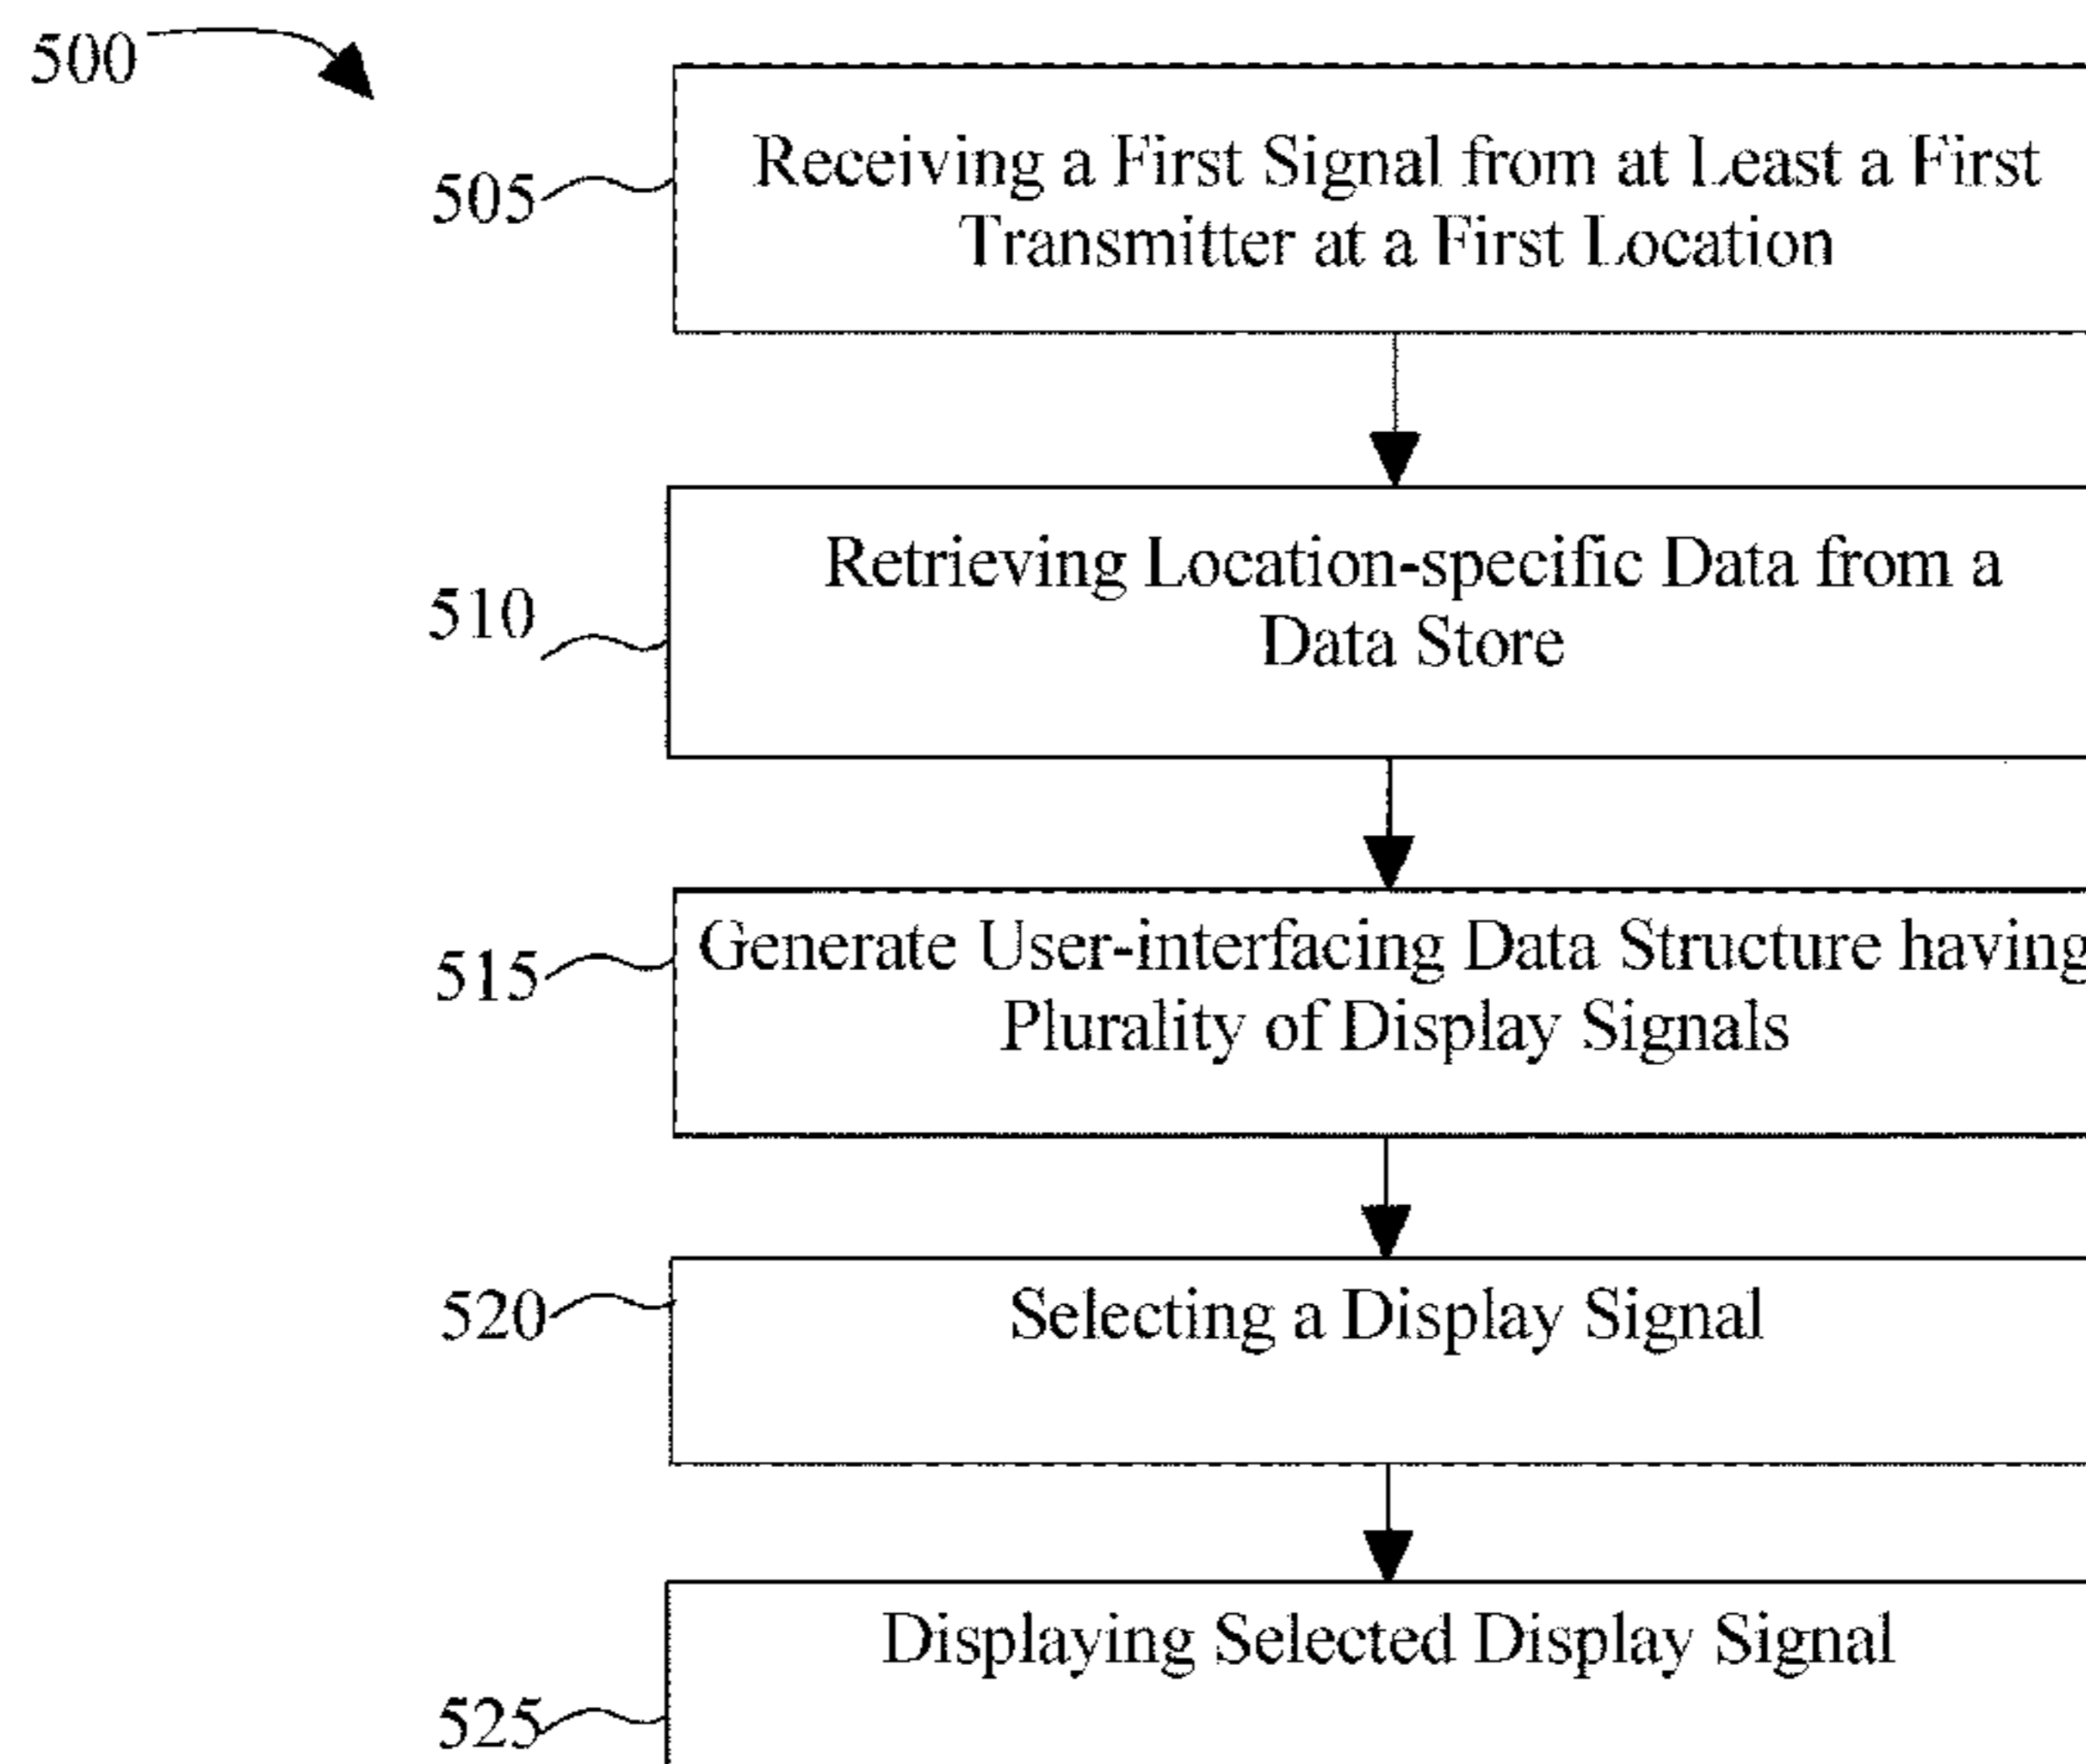 500
505
Receiving a First Signal from at Least a First
Transmitter at a First Location
510
Retrieving Location-specific Data from a
Data Store
515
Generate User-interfacing Data Structure having
Plurality of Display Signals
520
Selecting a Display Signal
Displaying Selected Display Signal
525